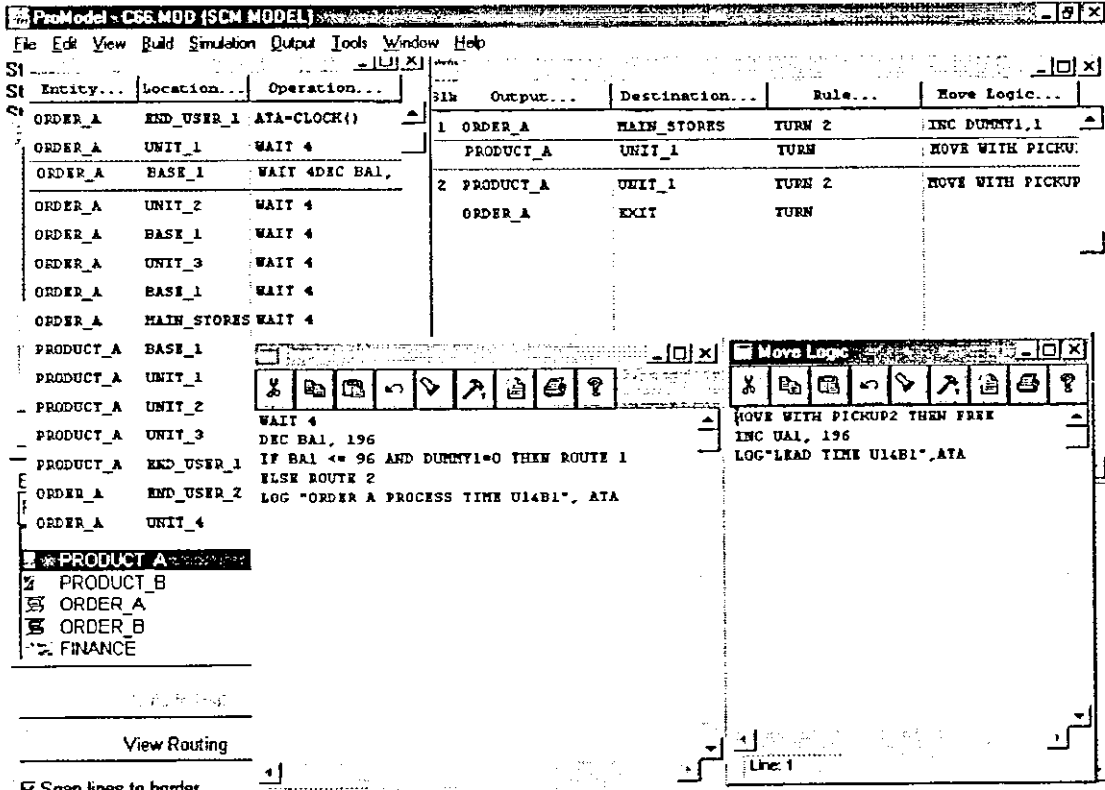 ProModel - C66.MOD (SCM MODEL)
File Edit View Build Simulation Output Tools Window Help
St
St
Entity... Location... Operation...
ORDER_A END_USER_1 ATA=CLOCK()
ORDER_A UNIT_1 WAIT 4
ORDER_A BASE_1 WAIT 4DEC BA1,
ORDER_A UNIT_2 WAIT 4
ORDER_A BASE_1 WAIT 4
ORDER_A UNIT_3 WAIT 4
ORDER_A BASE_1 WAIT 4
ORDER_A MAIN_STORES WAIT 4
PRODUCT_A BASE_1
PRODUCT_A UNIT_1
PRODUCT_A UNIT_2
PRODUCT_A UNIT_3
PRODUCT_A END_USER_1
ORDER_A END_USER_2
ORDER_A UNIT_4
Blk Output... Destination... Rule... Move Logic...
1 ORDER_A MAIN_STORES TURN 2 INC DUMMY1,1
PRODUCT_A UNIT_1 TURN MOVE WITH PICKU
2 PRODUCT_A UNIT_1 TURN 2 MOVE WITH PICKUP
ORDER_A EXIT TURN
WAIT 4
DEC BA1, 196
IF BA1 <= 96 AND DUMMY1=0 THEN ROUTE 1
ELSE ROUTE 2
LOG "ORDER A PROCESS TIME U14B1", ATA
Move Logic
MOVE WITH PICKUP2 THEN FREE
INC UA1, 196
LOG"LEAD TIME U14B1",ATA
Line: 1
PRODUCT_A
PRODUCT_B
ORDER_A
ORDER_B
FINANCE
View Routing
Snap lines to border